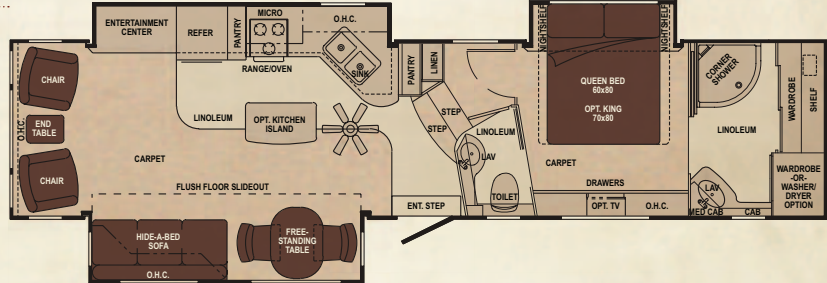 ENTERTAINMENT
CENTER
REFER
PANTRY
MICRO
O.H.C.
RANGE/OVEN
SINK
CHAIR
END
TABLE
O.H.C.
CHAIR
LINOLEUM
OPT. KITCHEN
ISLAND
CARPET
FLUSH FLOOR SLIDEOUT
HIDE-A-BED
SOFA
O.H.C.
FREE-
STANDING
TABLE
PANTRY
LINEN
STEP
STEP
LINOLEUM
LAV
TOILET
ENT. STEP
NIGHTSHELF
NIGHTSHELF
QUEEN BED
60x80
OPT. KING
70x80
CARPET
DRAWERS
OPT. TV
O.H.C.
CORNER
SHOWER
LINOLEUM
WARDROBE
SHELF
LAV
MED CAB
CAB
WARDROBE
-OR-
WASHER/
DRYER
OPTION